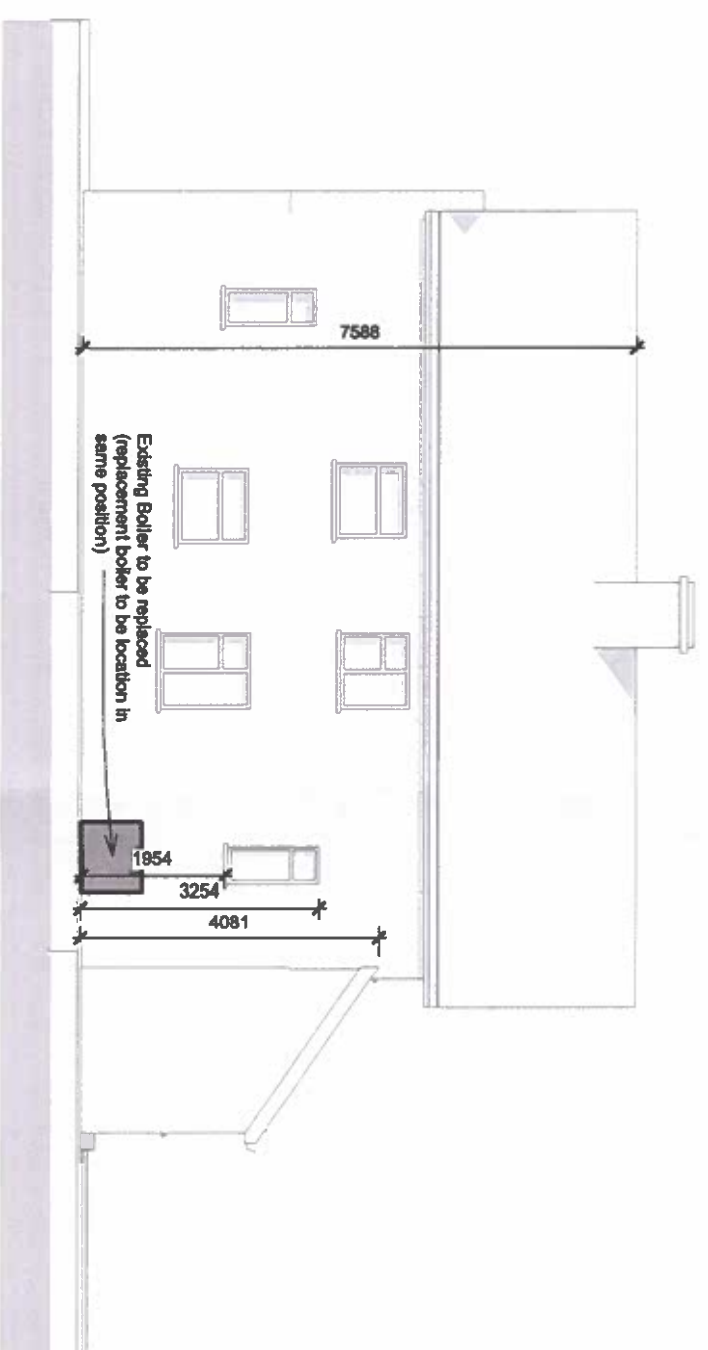 7588
Existing Boiler to be replaced
(replacement boiler to be location in
same position)
1954
3254
4081